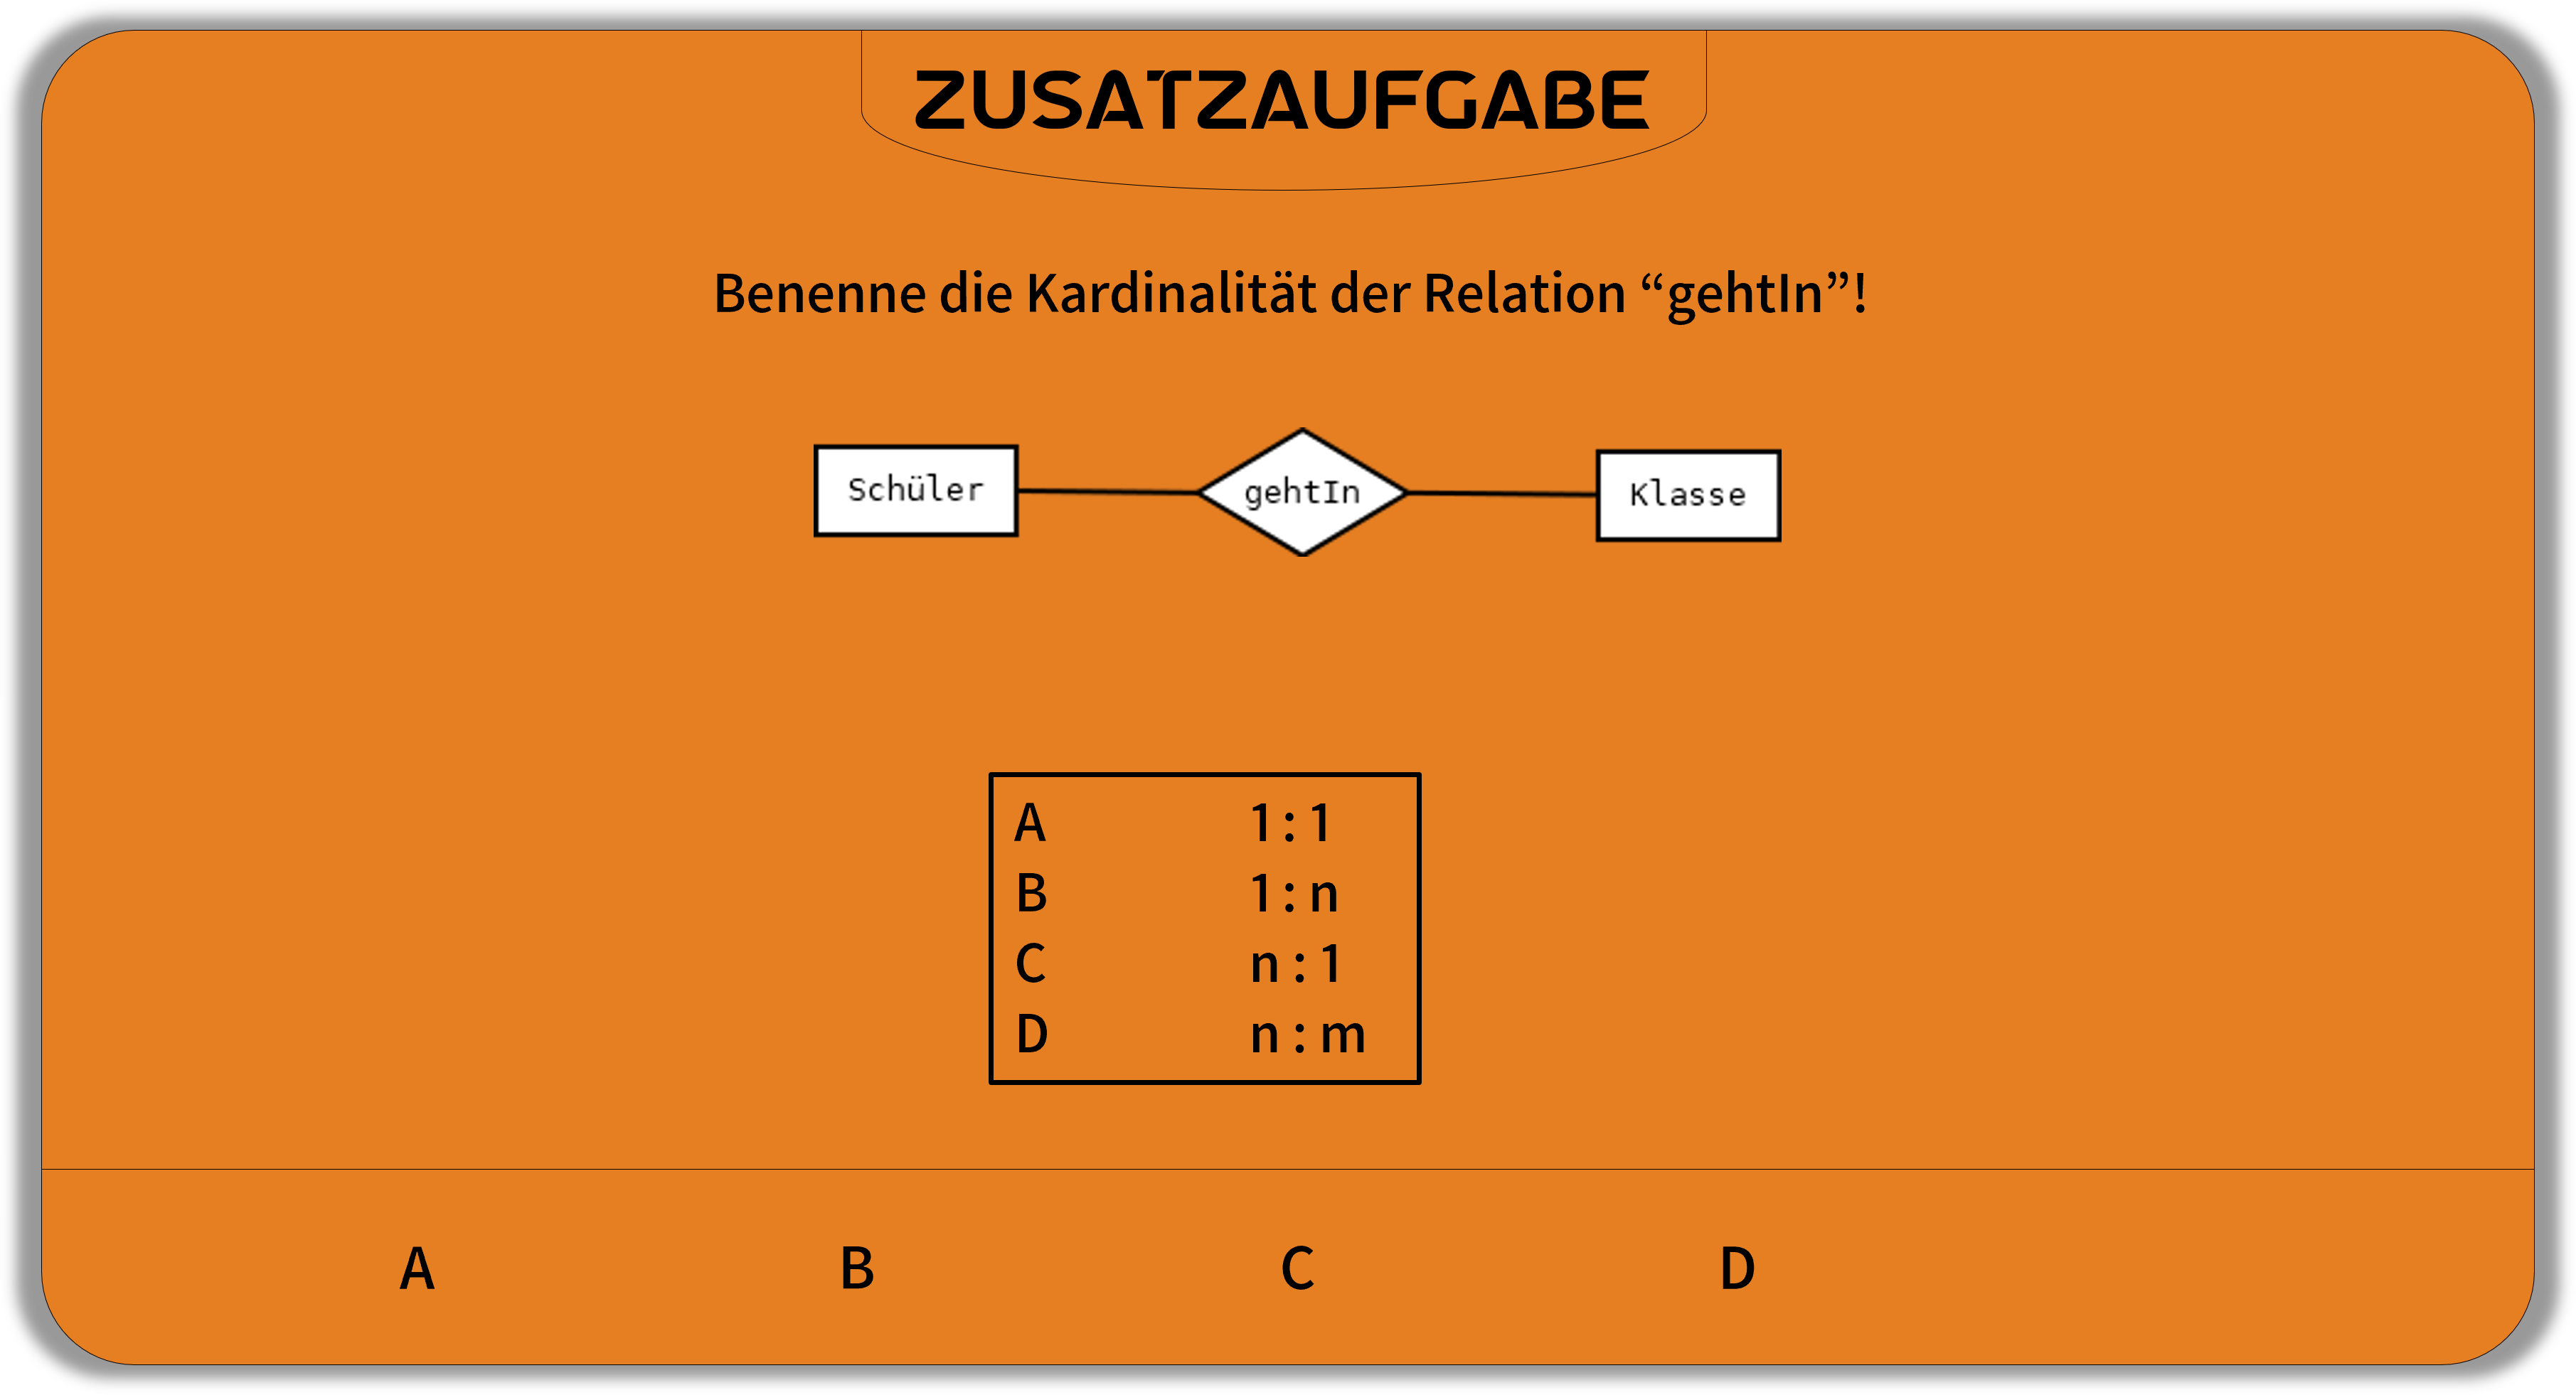 ZUSATZAUFGABE
Benenne die Kardinalität der Relation “gehtIn”!
Schüler gehtIn Klasse
A 1:1
B 1:n
C n:1
D n:m
A B C D